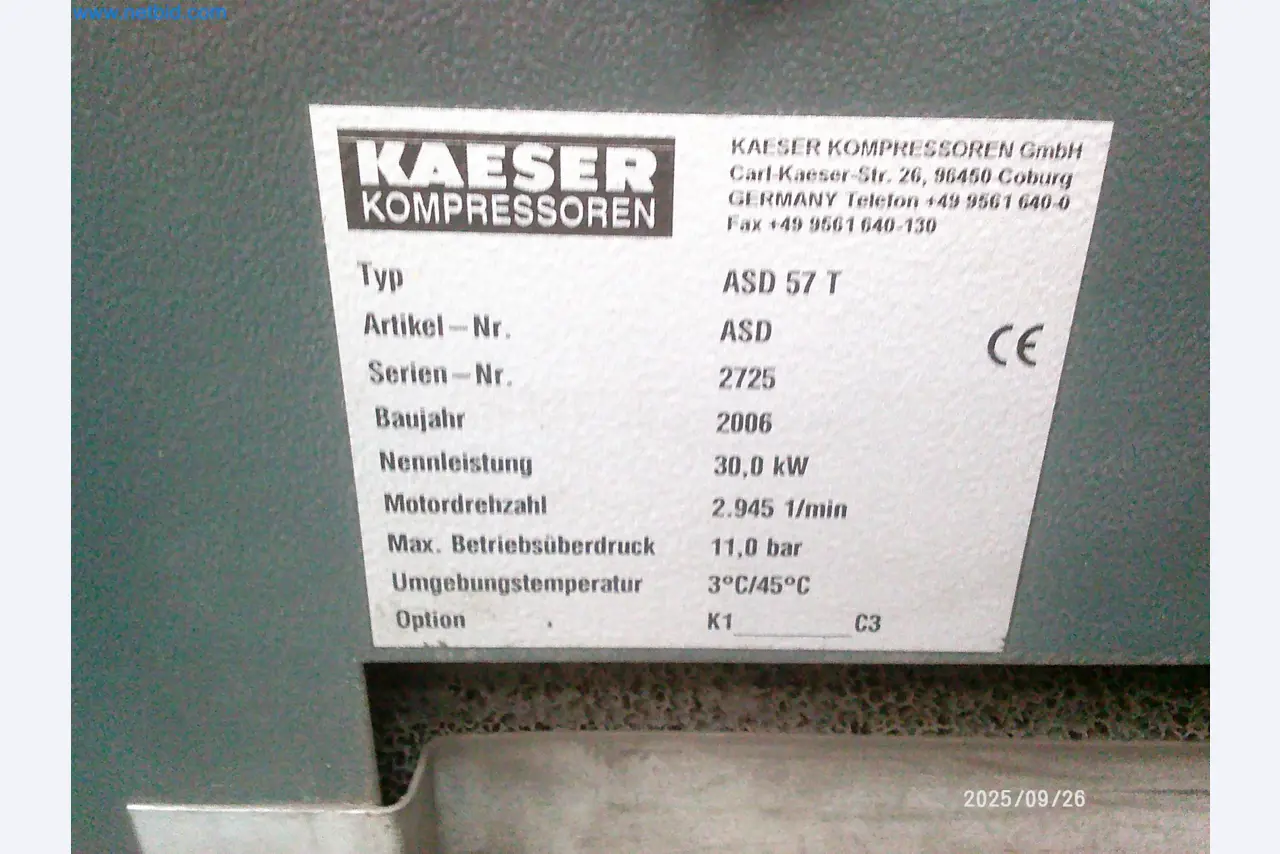 www.netbid.com
KAESER
KOMPRESSOREN
KAESER KOMPRESSOREN GmbH
Carl-Kaeser-Str. 26, 96450 Coburg
GERMANY Telefon +49 9561 640-0
Fax +49 9561 640-130
Typ ASD 57 T
Artikel-Nr. ASD
CE
Serien-Nr. 2725
Baujahr 2006
Nennleistung 30,0 kW
Motordrehzahl 2.945 1/min
Max. Betriebsüberdruck 11,0 bar
Umgebungstemperatur 3°C/45°C
Option K1__________C3
2025/09/26